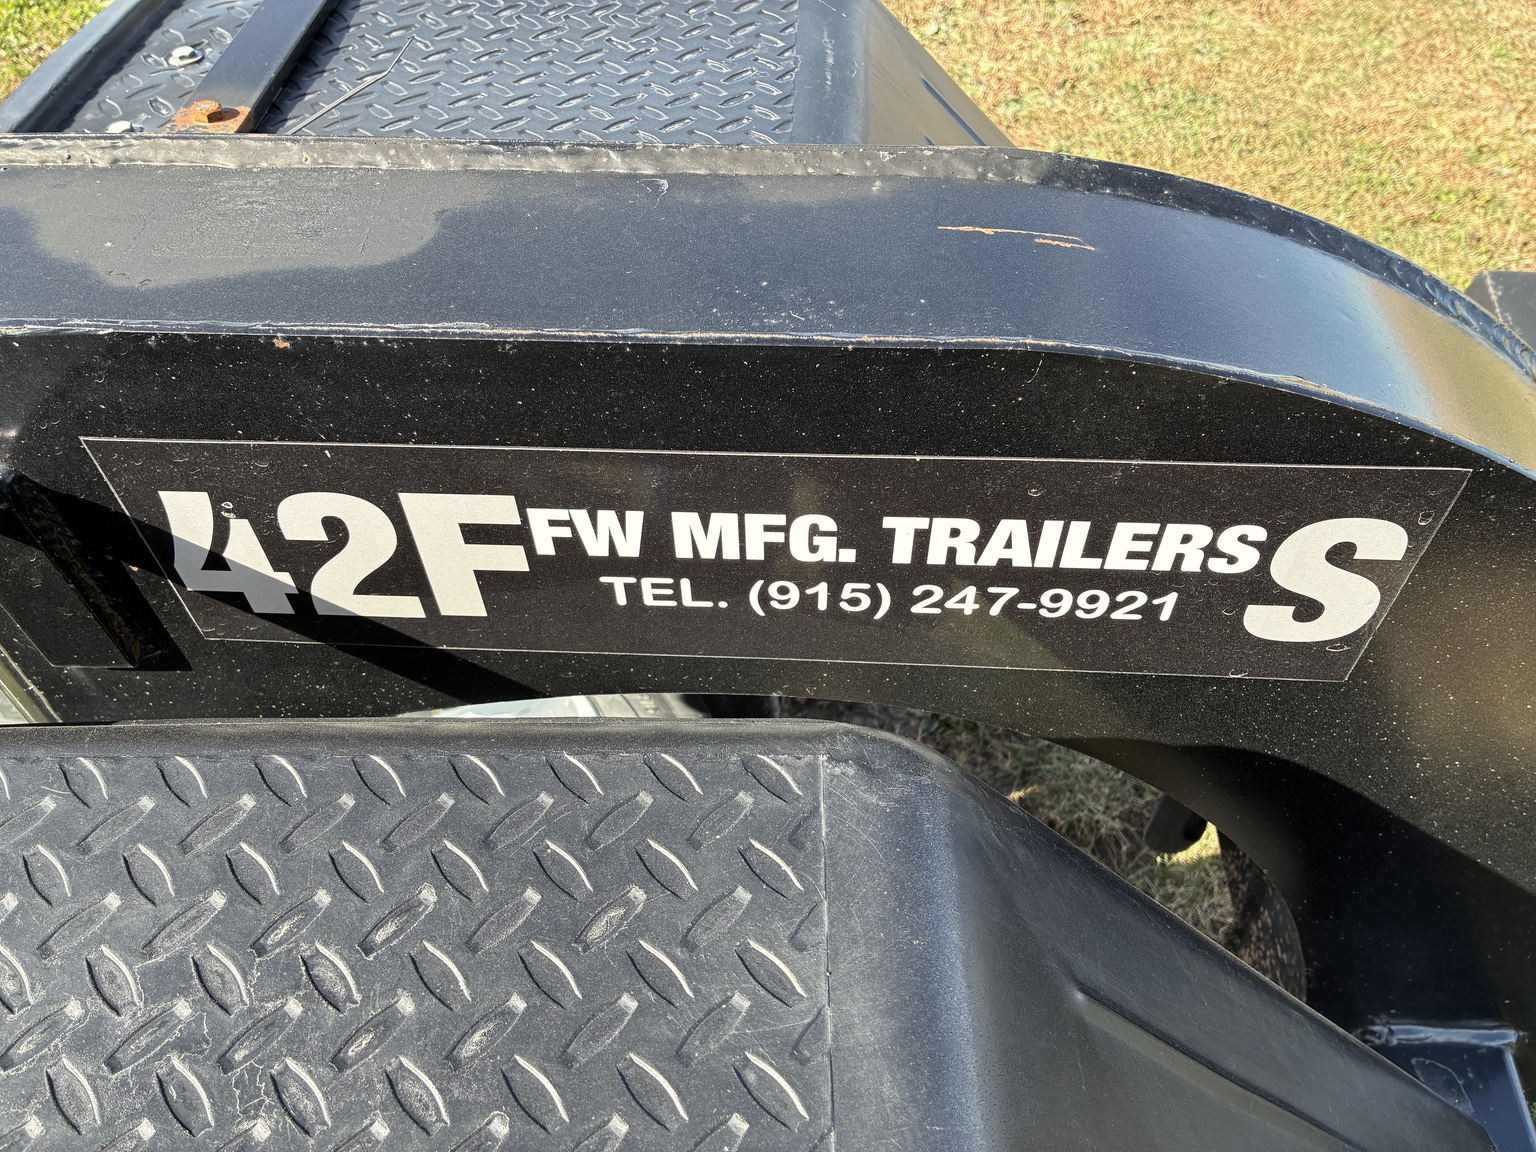 42F FW MFG. TRAILERS S
TEL. (915) 247-9921